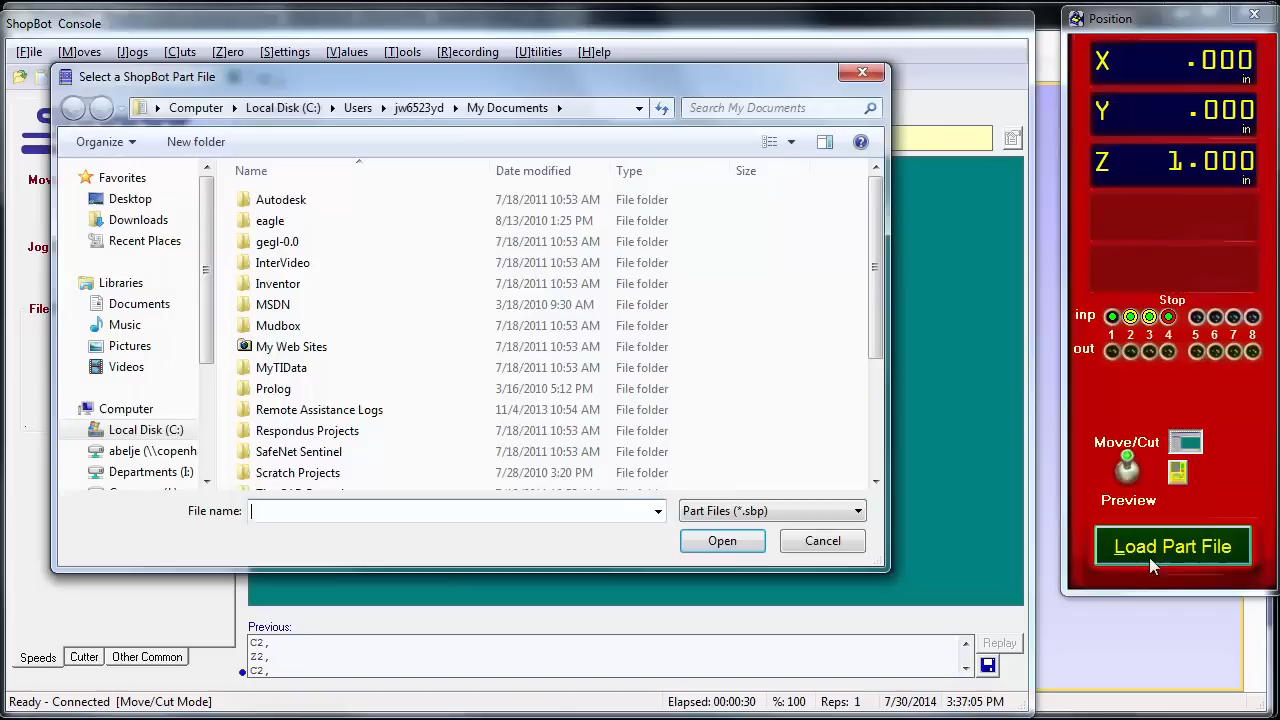 ShopBot Console
[F]ile [M]oves [J]ogs [C]uts [Z]ero [S]ettings [V]alues [T]ools [R]ecording [U]tilities [H]elp
Select a ShopBot Part File
Computer Local Disk (C:) Users jw6523yd My Documents
Search My Documents
Organize New folder
Name Date modified Type Size
Favorites
Desktop
Downloads
Recent Places
Libraries
Documents
Music
Pictures
Videos
Computer
Local Disk (C:)
abelje (\\copenh
Departments (I:)
Autodesk 7/18/2011 10:53 AM File folder
eagle 8/13/2010 1:25 PM File folder
gegl-0.0 7/18/2011 10:53 AM File folder
InterVideo 7/18/2011 10:53 AM File folder
Inventor 7/18/2011 10:53 AM File folder
MSDN 3/18/2010 9:30 AM File folder
Mudbox 7/18/2011 10:53 AM File folder
My Web Sites 7/18/2011 10:53 AM File folder
MyTIData 7/18/2011 10:53 AM File folder
Prolog 3/16/2010 5:12 PM File folder
Remote Assistance Logs 11/4/2013 10:54 AM File folder
Respondus Projects 7/18/2011 10:53 AM File folder
SafeNet Sentinel 7/18/2011 10:53 AM File folder
Scratch Projects 7/28/2010 3:20 PM File folder
File name:
Part Files (*.sbp)
Open Cancel
Mov
Jog
File
Previous:
C2,
Z2,
C2,
Replay
Speeds Cutter Other Common
Ready - Connected [Move/Cut Mode] Elapsed: 00:00:30 %: 100 Reps: 1 7/30/2014 3:37:05 PM
Position
X .000
in
Y .000
in
Z 1.000
in
Stop
inp
1 2 3 4 5 6 7 8
out
Move/Cut
Preview
Load Part File